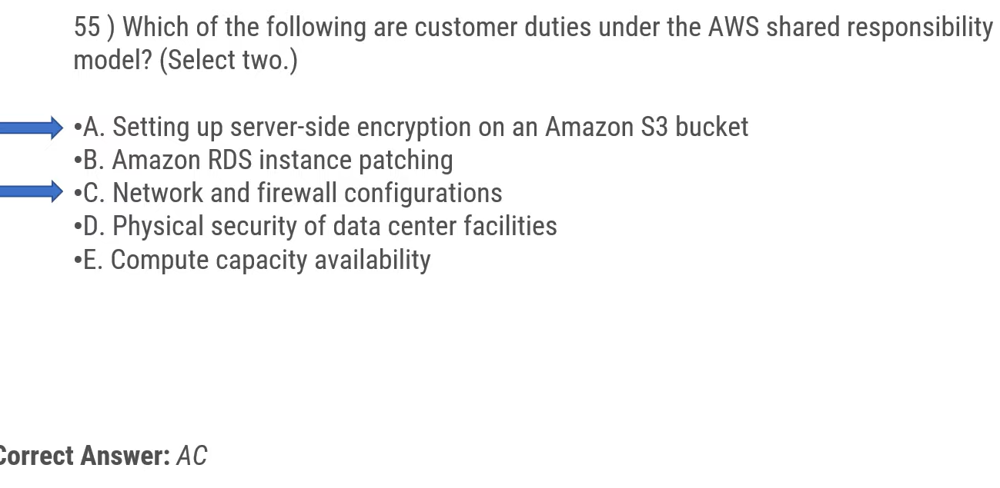 55 ) Which of the following are customer duties under the AWS shared responsibility
model? (Select two.)
•A. Setting up server-side encryption on an Amazon S3 bucket
•B. Amazon RDS instance patching
•C. Network and firewall configurations
•D. Physical security of data center facilities
•E. Compute capacity availability
Correct Answer: AC